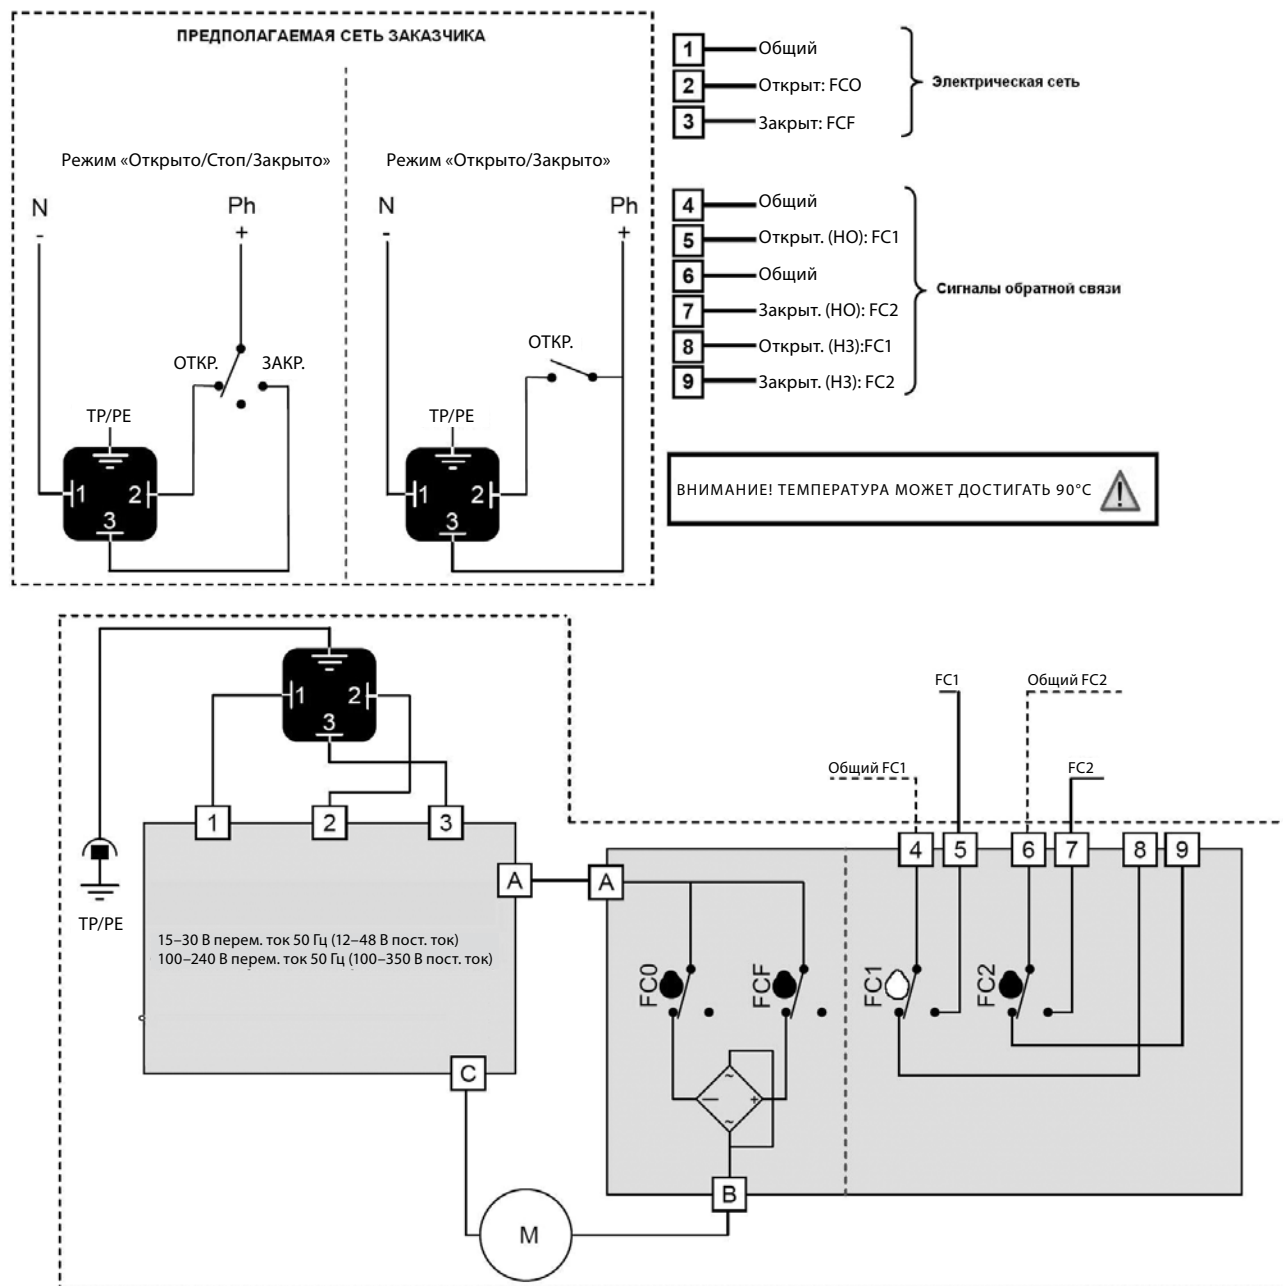 ПРЕДПОЛАГАЕМАЯ СЕТЬ ЗАКАЗЧИКА
Режим «Открыто/Стоп/Закрыто»
N
Ph
-
+
ОТКР.
ЗАКР.
TP/PE
1
2
3
Режим «Открыто/Закрыто»
N
Ph
-
+
ОТКР.
TP/PE
1
2
3
1 Общий
2 Открыт: FCO
3 Закрыт: FCF
Электрическая сеть
4 Общий
5 Открыт. (НО): FC1
6 Общий
7 Закрыт. (НО): FC2
8 Открыт. (НЗ):FC1
9 Закрыт. (НЗ): FC2
Сигналы обратной связи
ВНИМАНИЕ! ТЕМПЕРАТУРА МОЖЕТ ДОСТИГАТЬ 90°C
!
1
2
3
1
2
3
TP/PE
15–30 В перем. ток 50 Гц (12–48 В пост. ток)
100–240 В перем. ток 50 Гц (100–350 В пост. ток)
A
C
M
A
FC0
FCF
~
—
+
~
B
FC1
Общий FC2
Общий FC1
FC2
4
5
6
7
8
9
FC1
FC2